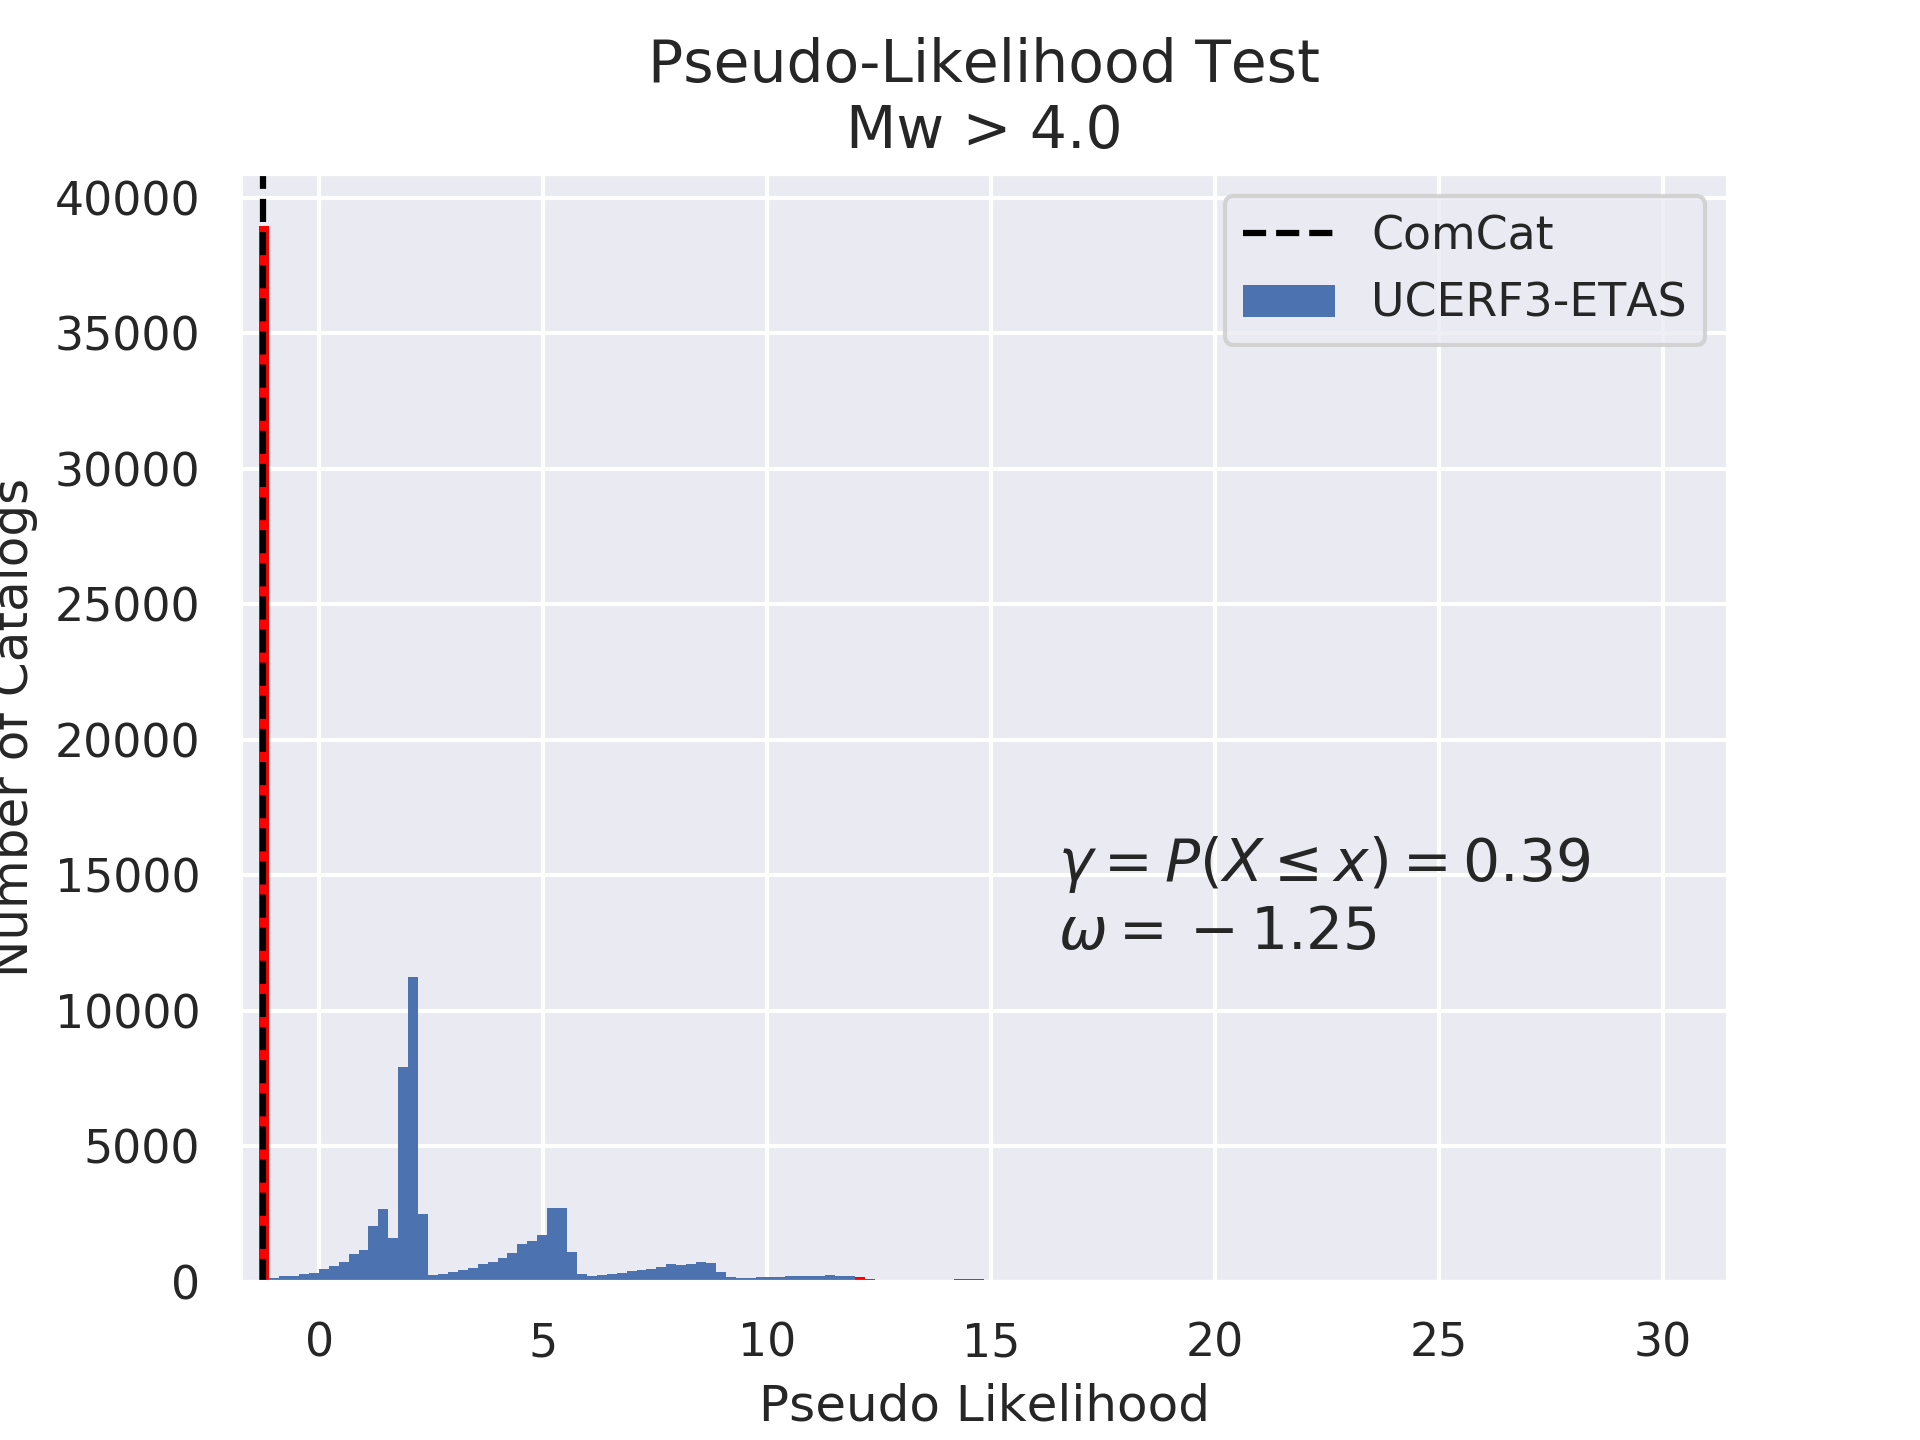 Pseudo-Likelihood Test
Mw > 4.0
40000
35000
30000
25000
20000
15000
10000
5000
0
Number of Catalogs
ComCat
UCERF3-ETAS
γ = P(X ≤ x) = 0.39
ω = −1.25
0 5 10 15 20 25 30
Pseudo Likelihood